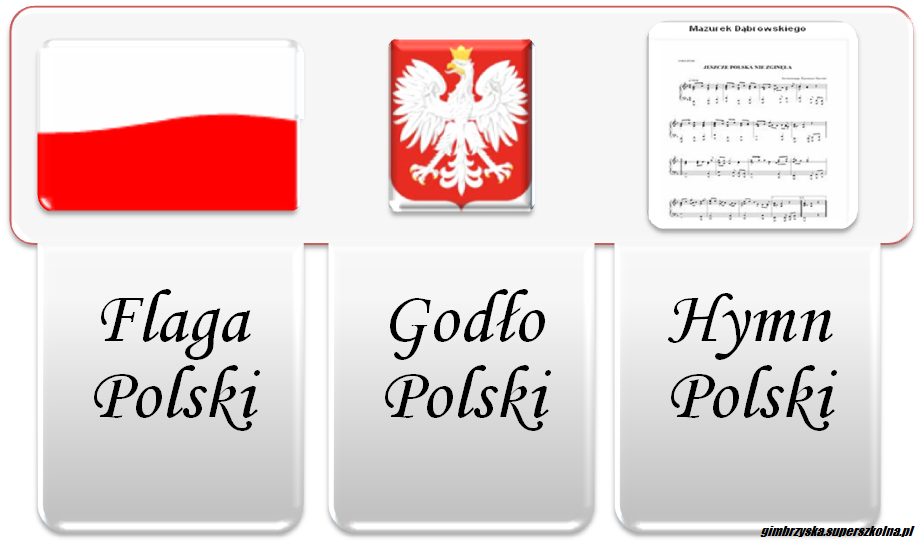 Mazurek Dąbrowskiego
JESZCZE POLSKA NIE ZGINĘŁA
Flaga
Polski
Godło
Polski
Hymn
Polski
gimbrzyska.superszkolna.pl